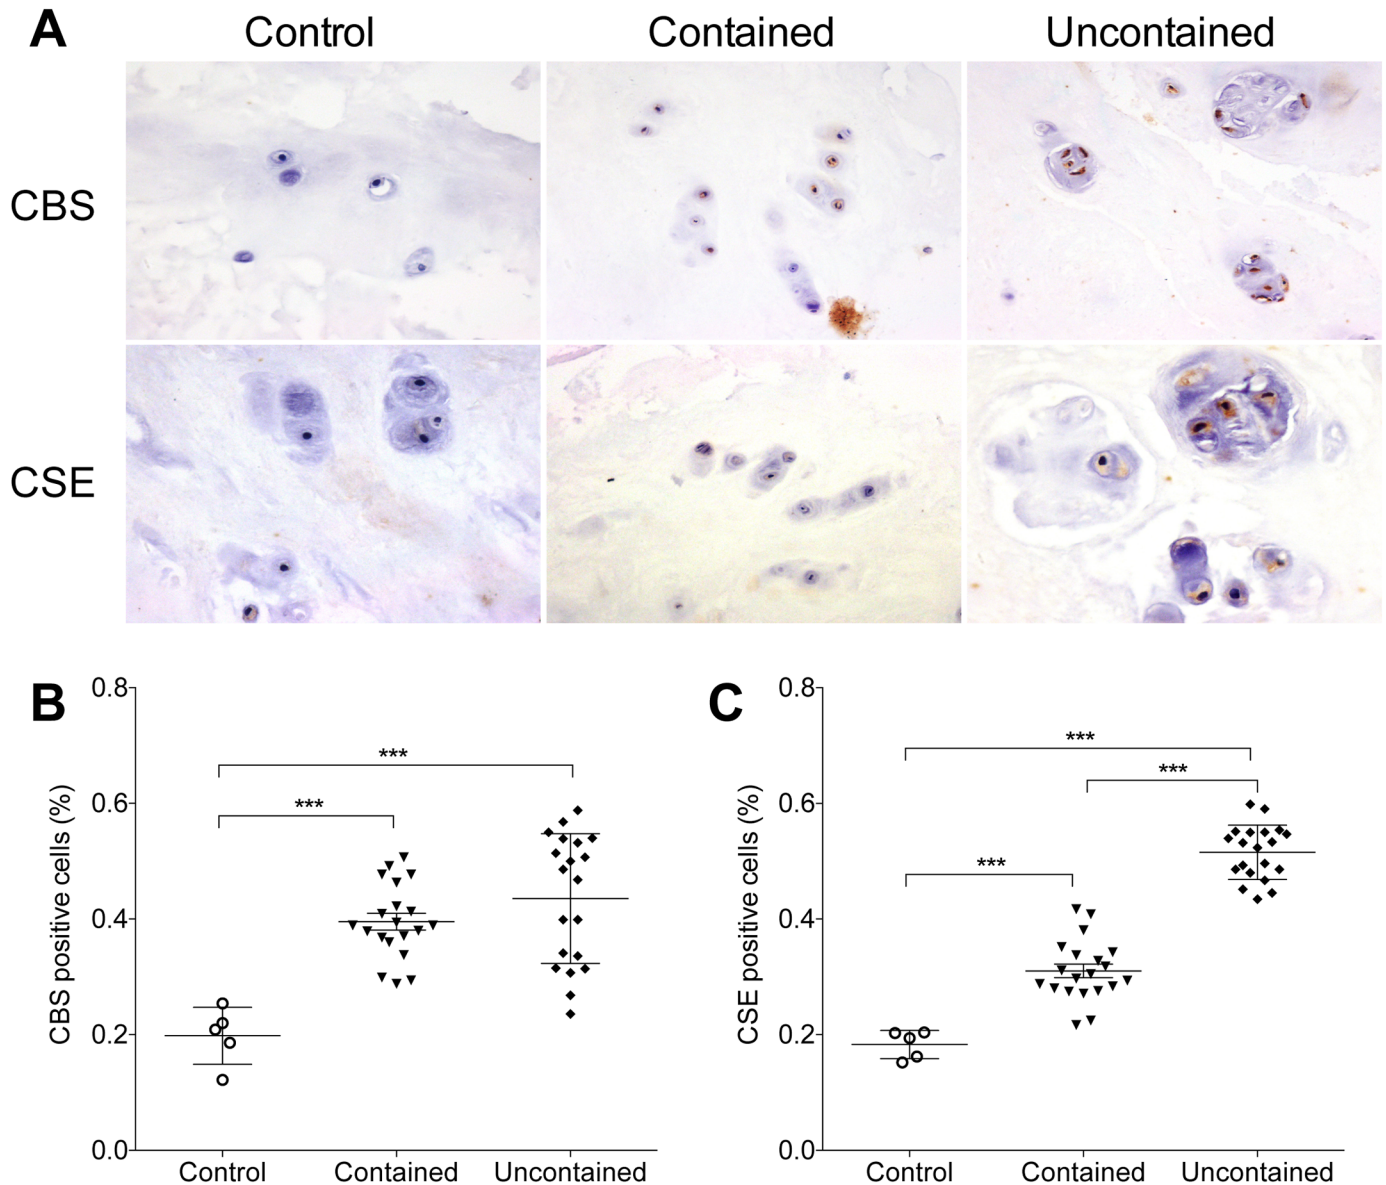 A
Control
Contained
Uncontained
CBS
CSE
B
CBS positive cells (%)
0.8
0.6
0.4
0.2
0.0
***
***
Control
Contained
Uncontained
C
CSE positive cells (%)
0.8
0.6
0.4
0.2
0.0
***
***
***
Control
Contained
Uncontained